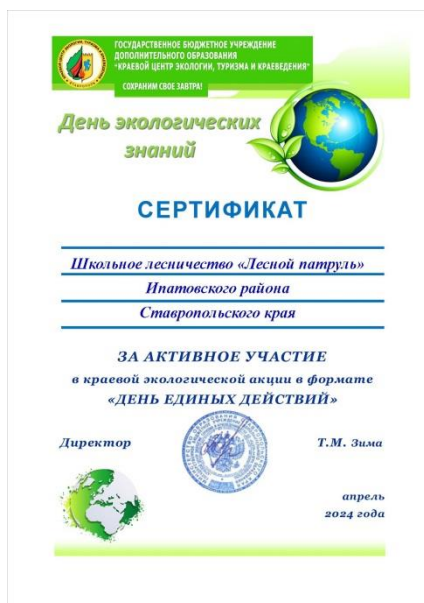 ГОСУДАРСТВЕННОЕ БЮДЖЕТНОЕ УЧРЕЖДЕНИЕ
ДОПОЛНИТЕЛЬНОГО ОБРАЗОВАНИЯ
"КРАЕВОЙ ЦЕНТР ЭКОЛОГИИ, ТУРИЗМА И КРАЕВЕДЕНИЯ"
СОХРАНИМ СВОЕ ЗАВТРА!
День экологических
знаний
СЕРТИФИКАТ
Школьное лесничество «Лесной патруль»
Ипатовского района
Ставропольского края
ЗА АКТИВНОЕ УЧАСТИЕ
в краевой экологической акции в формате
«ДЕНЬ ЕДИНЫХ ДЕЙСТВИЙ»
Директор
Т.М. Зима
апрель
2024 года